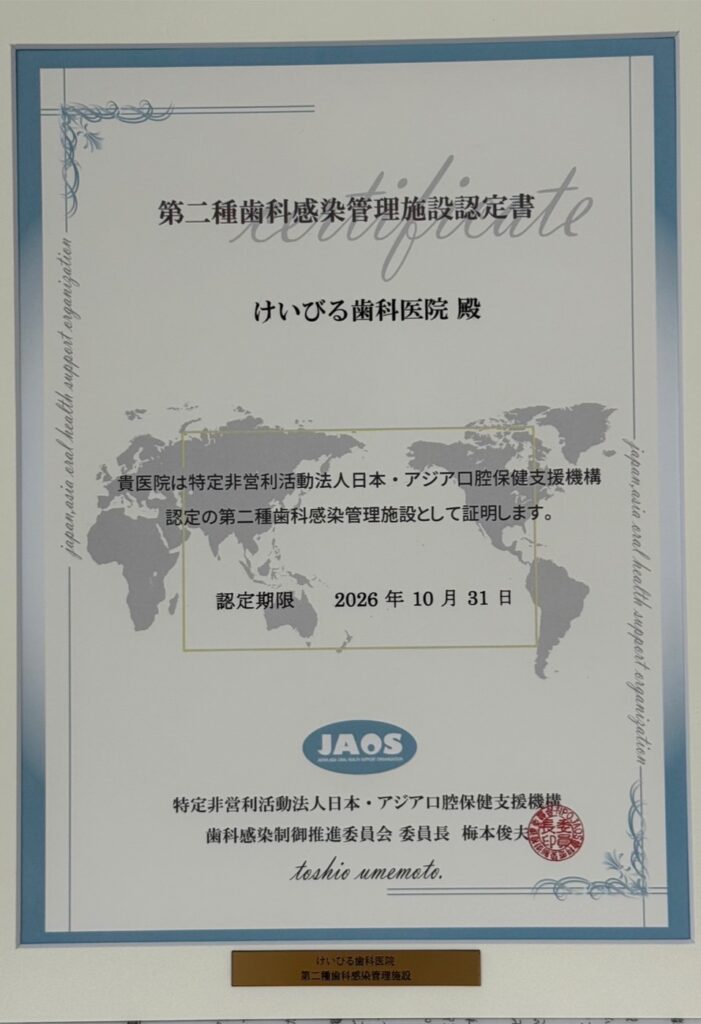 certificate
第二種歯科感染管理施設認定書
けいびる歯科医院 殿
japan,asia oral health support organization
貴医院は特定非営利活動法人日本・アジア口腔保健支援機構
認定の第二種歯科感染管理施設として証明します。
認定期限 2026 年 10 月 31 日
japan,asia oral health support organization
JAOS
JAPAN ASIA ORAL HEALTH SUPPORT ORGANIZATION
特定非営利活動法人日本・アジア口腔保健支援機構
歯科感染制御推進委員会 委員長 梅本俊夫
toshio umemoto.
けいびる歯科医院
第二種歯科感染管理施設